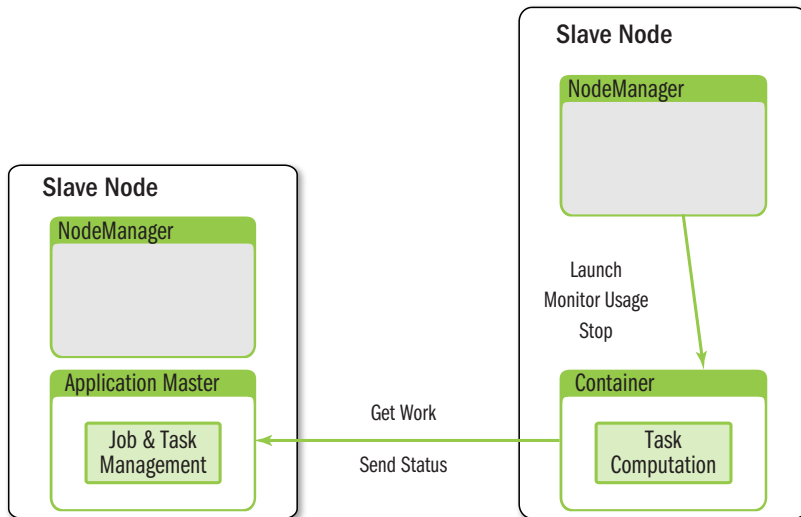 Slave Node
NodeManager
Application Master
Job & Task
Management
Get Work
Send Status
Slave Node
NodeManager
Launch
Monitor Usage
Stop
Container
Task
Computation